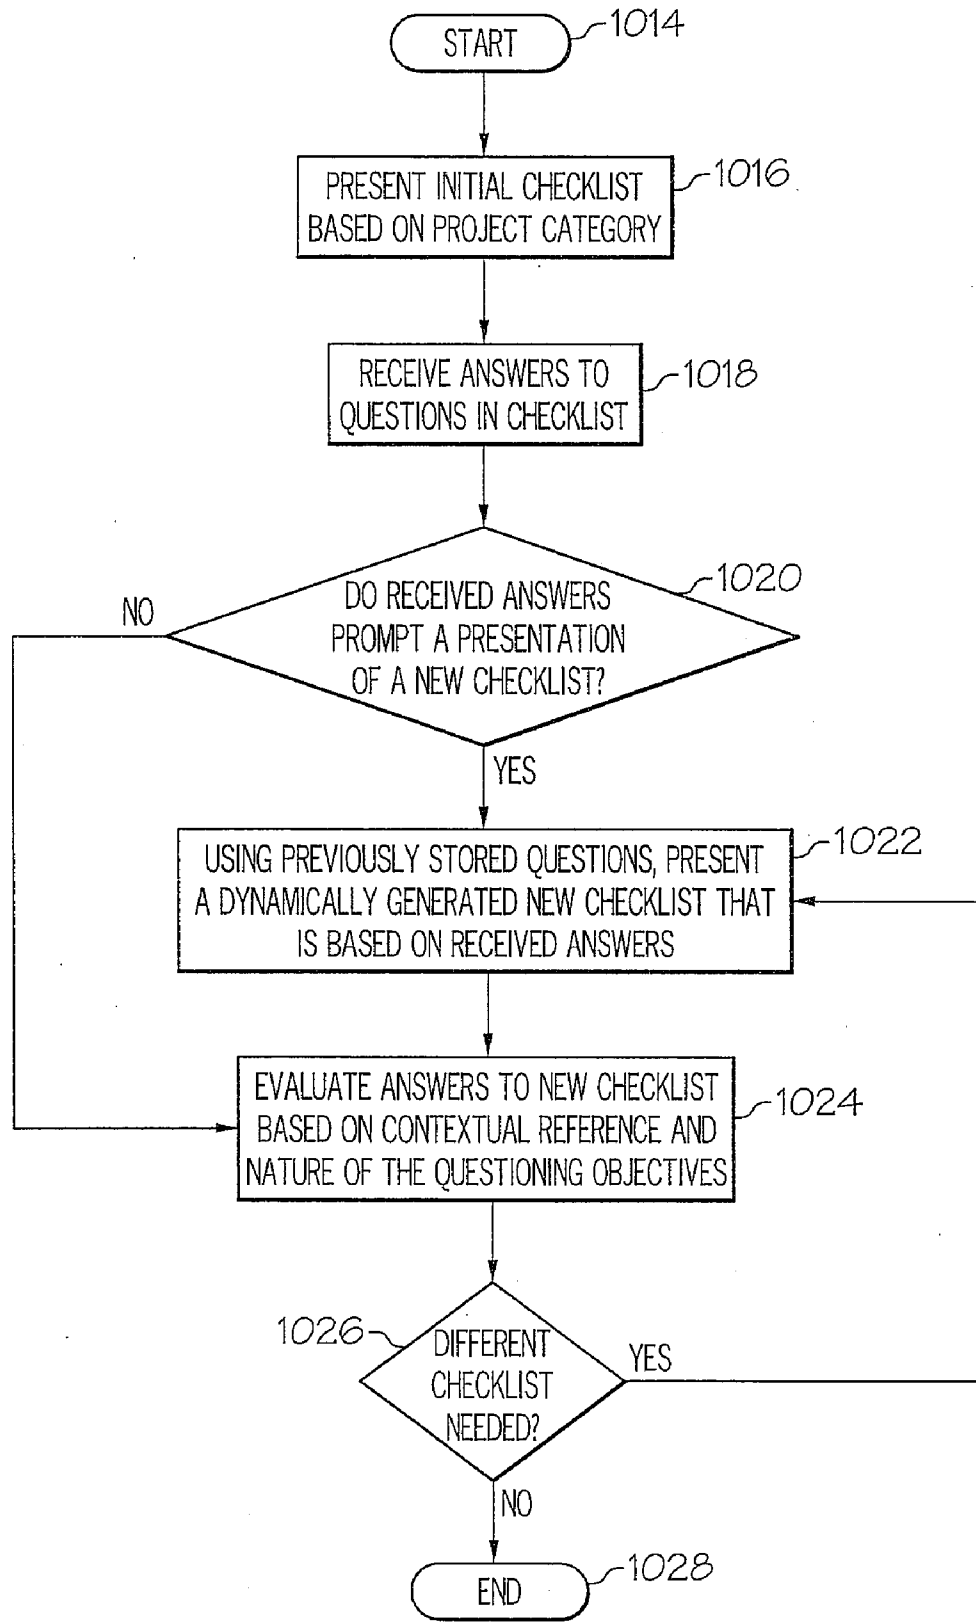 START
1014
PRESENT INITIAL CHECKLIST
BASED ON PROJECT CATEGORY
1016
RECEIVE ANSWERS TO
QUESTIONS IN CHECKLIST
1018
DO RECEIVED ANSWERS
PROMPT A PRESENTATION
OF A NEW CHECKLIST?
1020
NO
YES
USING PREVIOUSLY STORED QUESTIONS, PRESENT
A DYNAMICALLY GENERATED NEW CHECKLIST THAT
IS BASED ON RECEIVED ANSWERS
1022
EVALUATE ANSWERS TO NEW CHECKLIST
BASED ON CONTEXTUAL REFERENCE AND
NATURE OF THE QUESTIONING OBJECTIVES
1024
1026
DIFFERENT
CHECKLIST
NEEDED?
YES
NO
END
1028